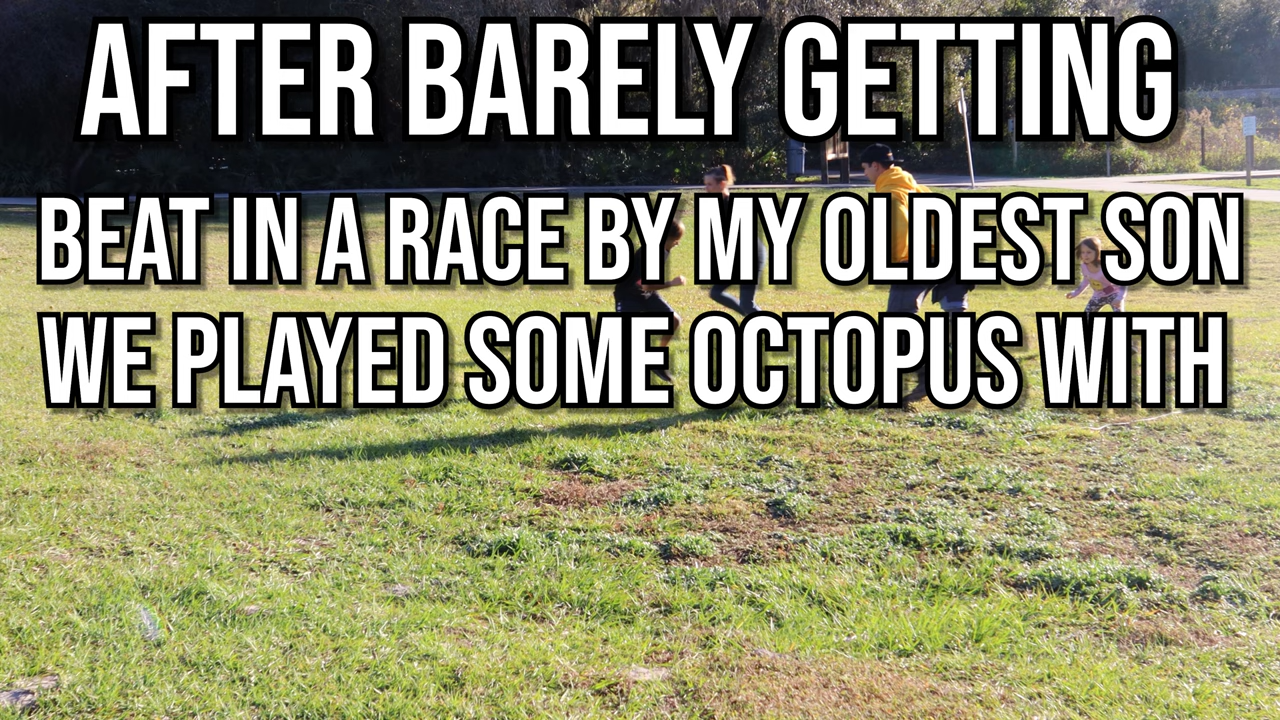 AFTER BARELY GETTING
BEAT IN A RACE BY MY OLDEST SON
WE PLAYED SOME OCTOPUS WITH